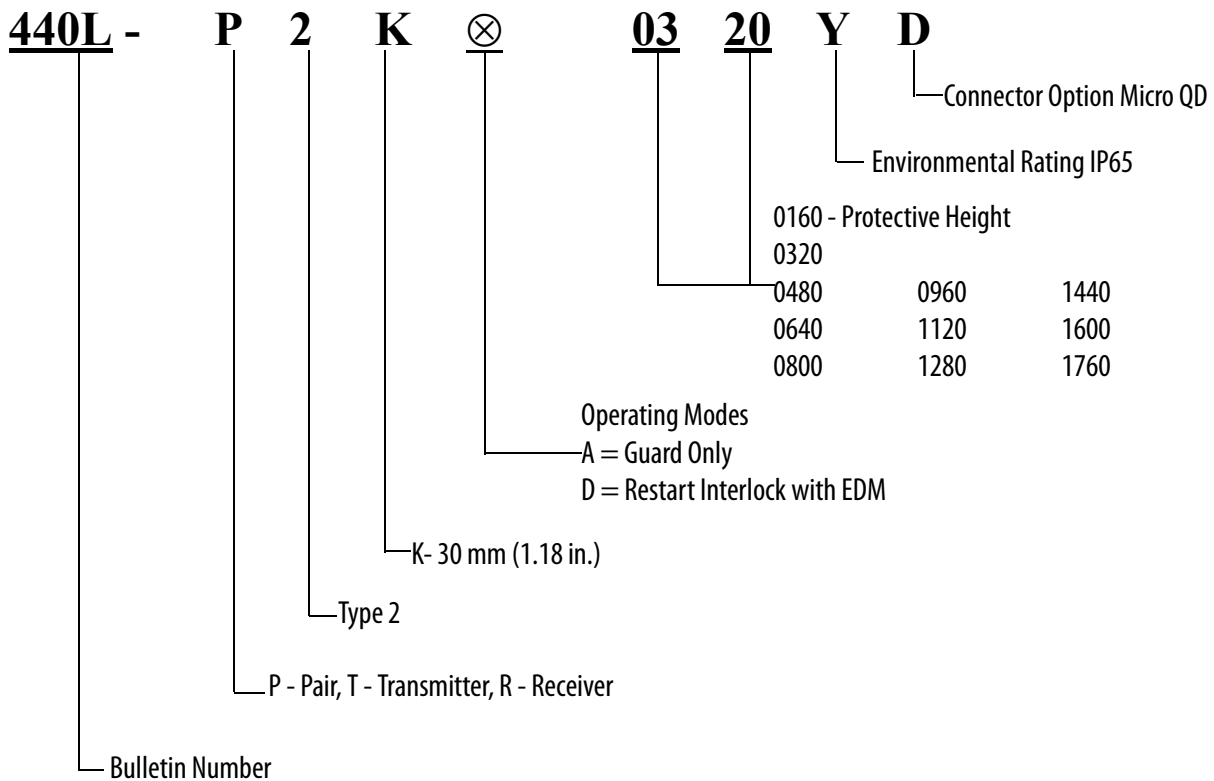 440L - P 2 K ⊗ 03 20 Y D
Connector Option Micro QD
Environmental Rating IP65
0160 - Protective Height
0320
0480 0960 1440
0640 1120 1600
0800 1280 1760
Operating Modes
A = Guard Only
D = Restart Interlock with EDM
K- 30 mm (1.18 in.)
Type 2
P - Pair, T - Transmitter, R - Receiver
Bulletin Number